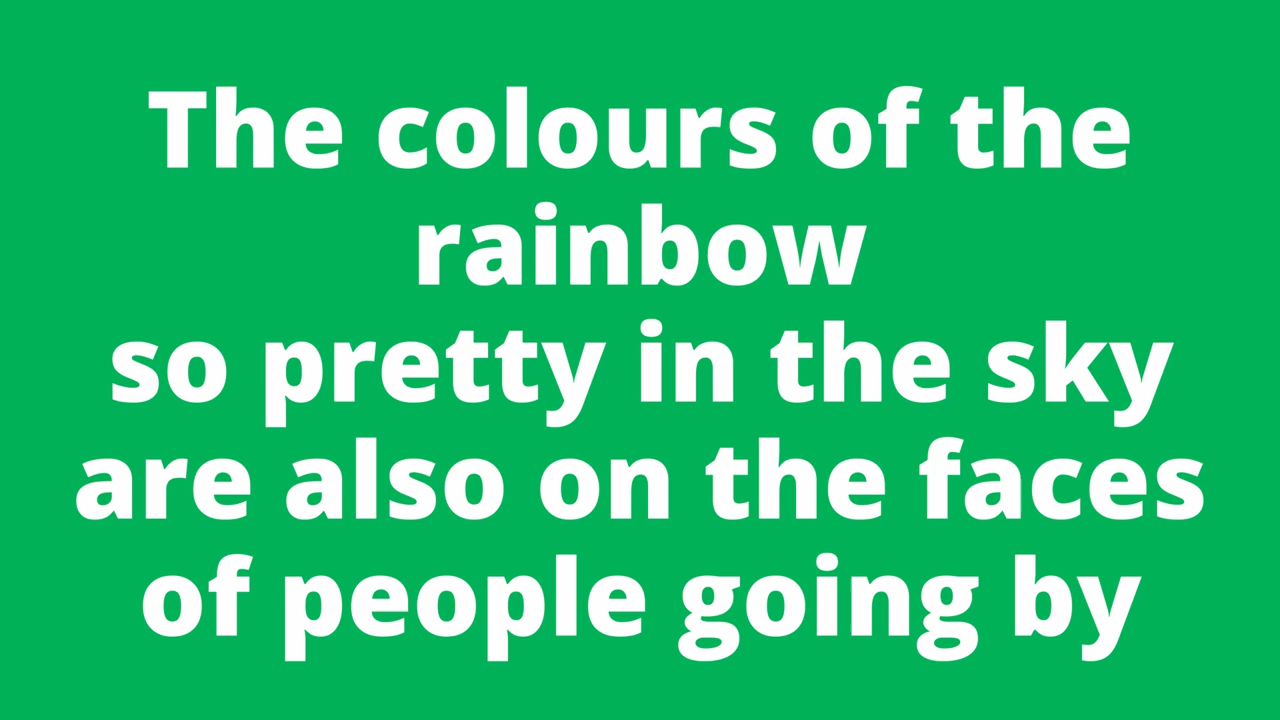 The colours of the
rainbow
so pretty in the sky
are also on the faces
of people going by